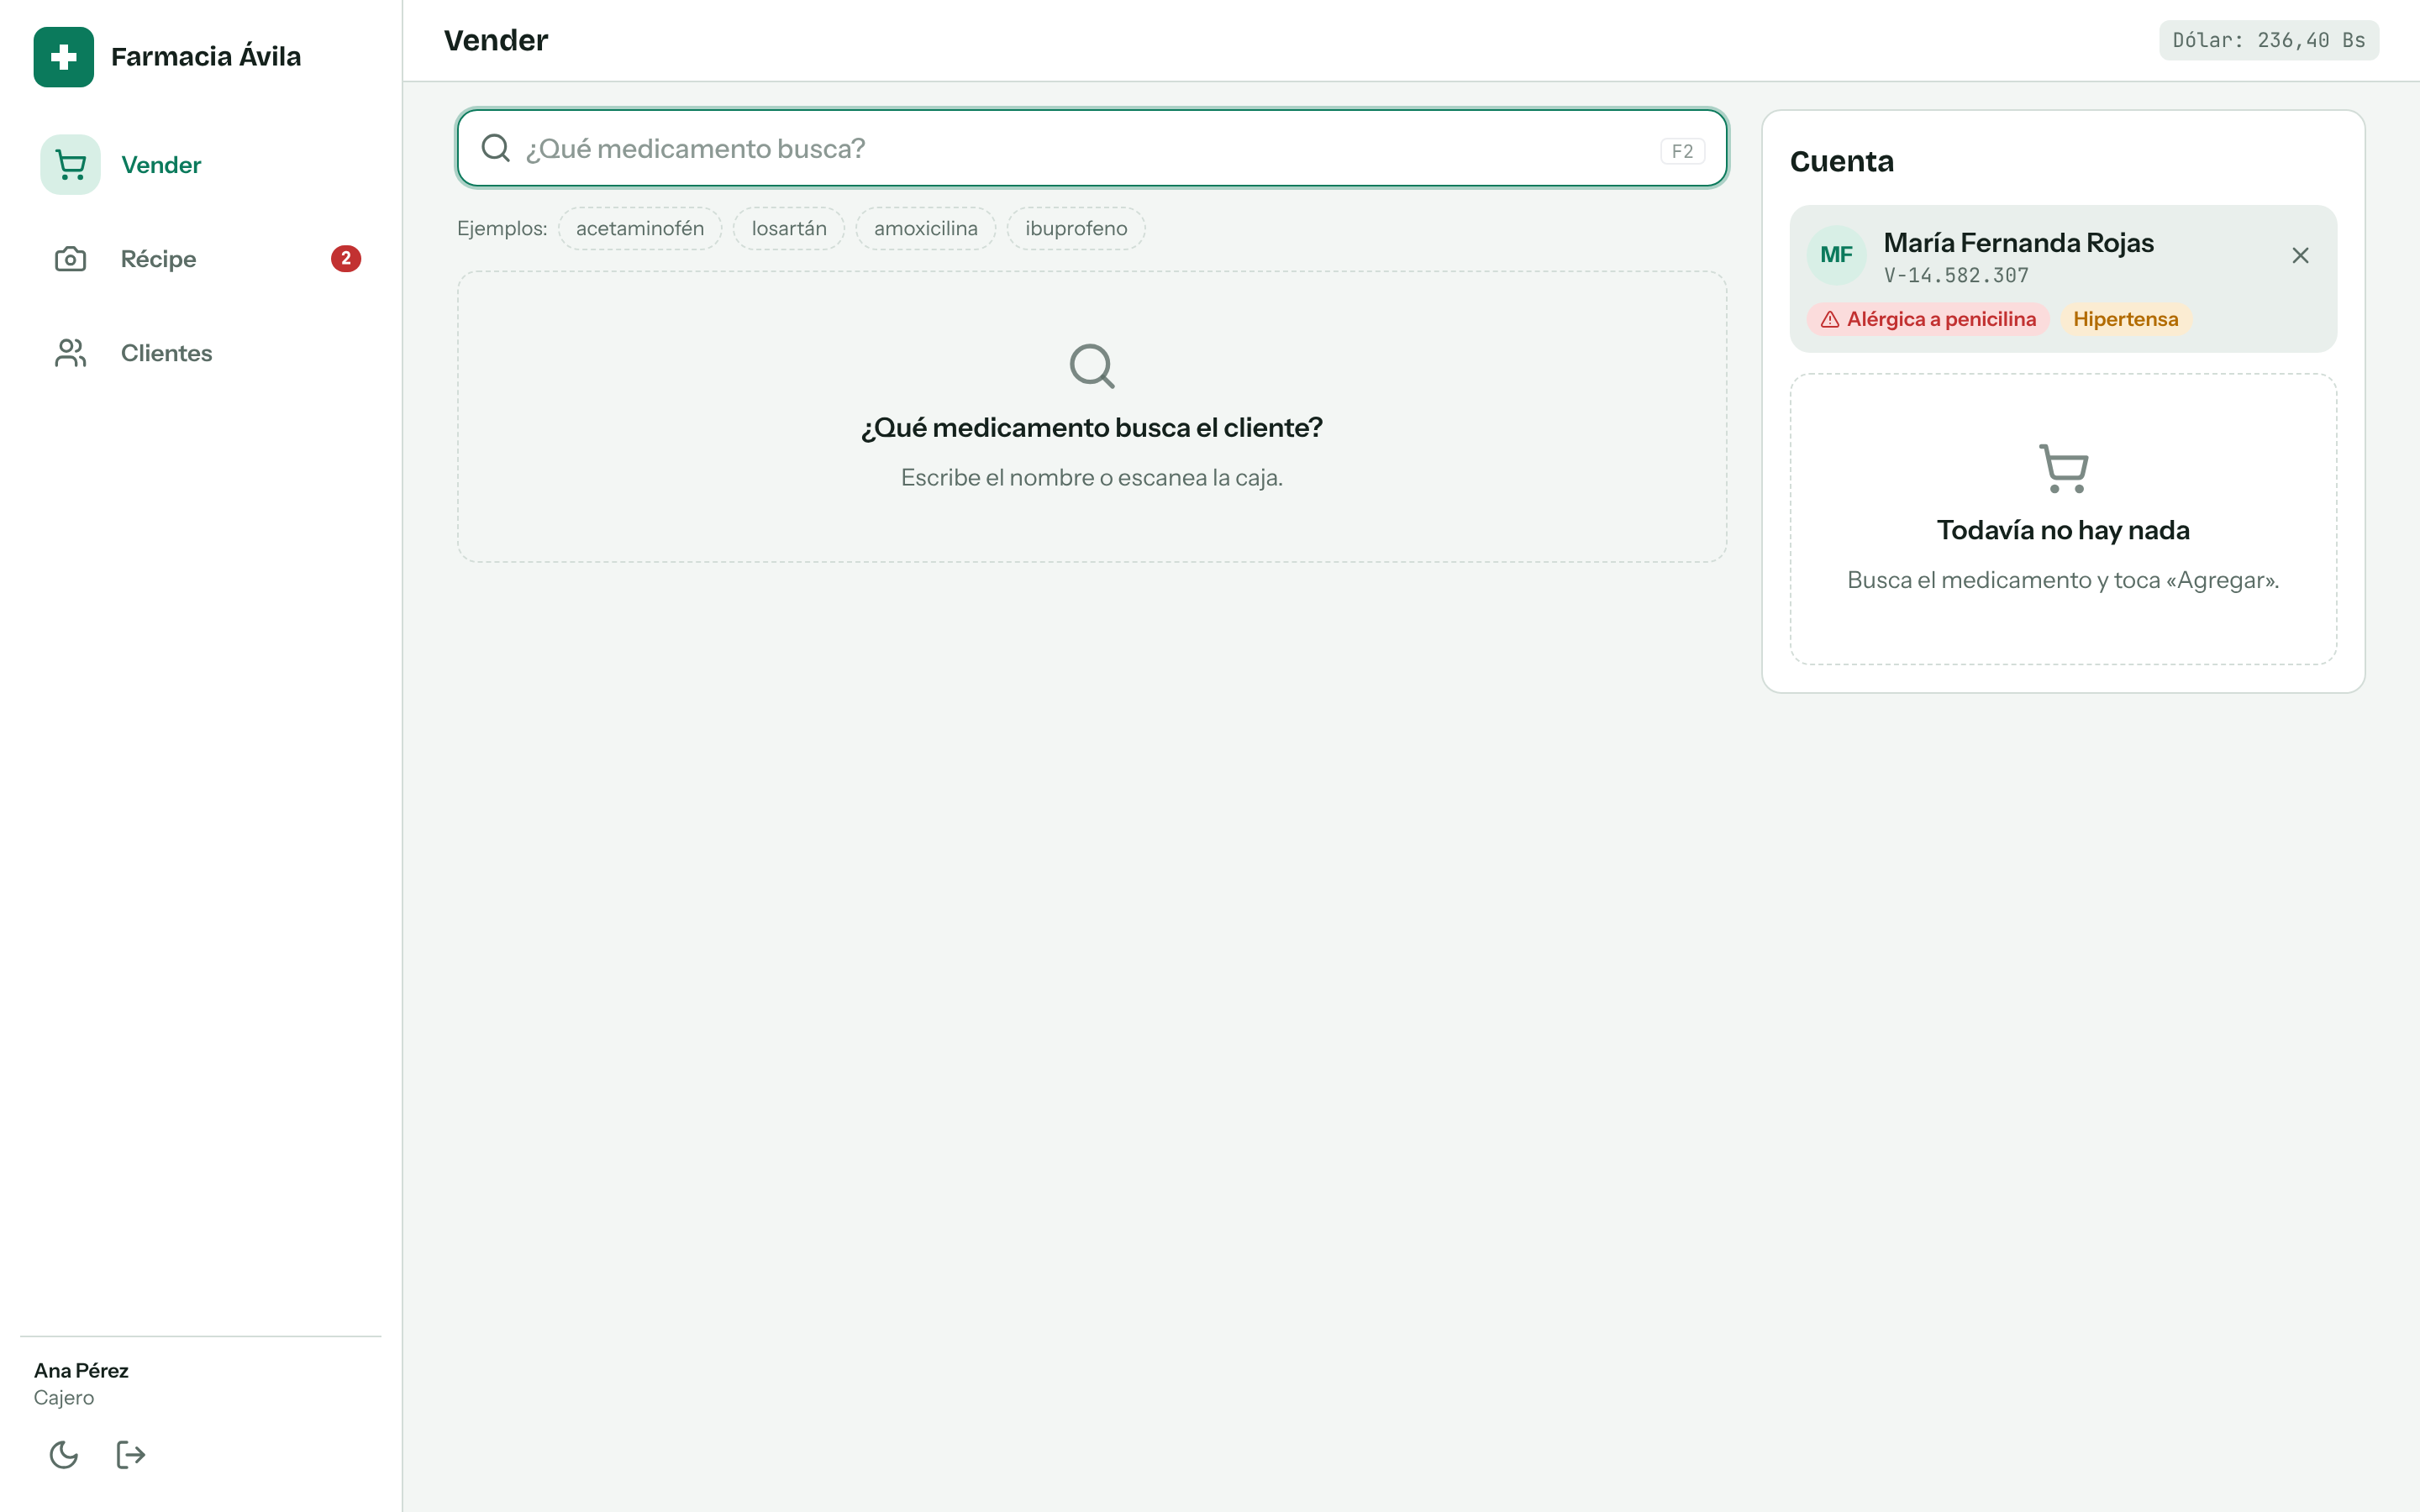 Farmacia Ávila
Vender
Récipe
2
Clientes
Ana Pérez
Cajero
Vender
Dólar: 236,40 Bs
¿Qué medicamento busca?
F2
Ejemplos:
acetaminofén
losartán
amoxicilina
ibuprofeno
¿Qué medicamento busca el cliente?
Escribe el nombre o escanea la caja.
Cuenta
MF
María Fernanda Rojas
V-14.582.307
Alérgica a penicilina
Hipertensa
Todavía no hay nada
Busca el medicamento y toca «Agregar».